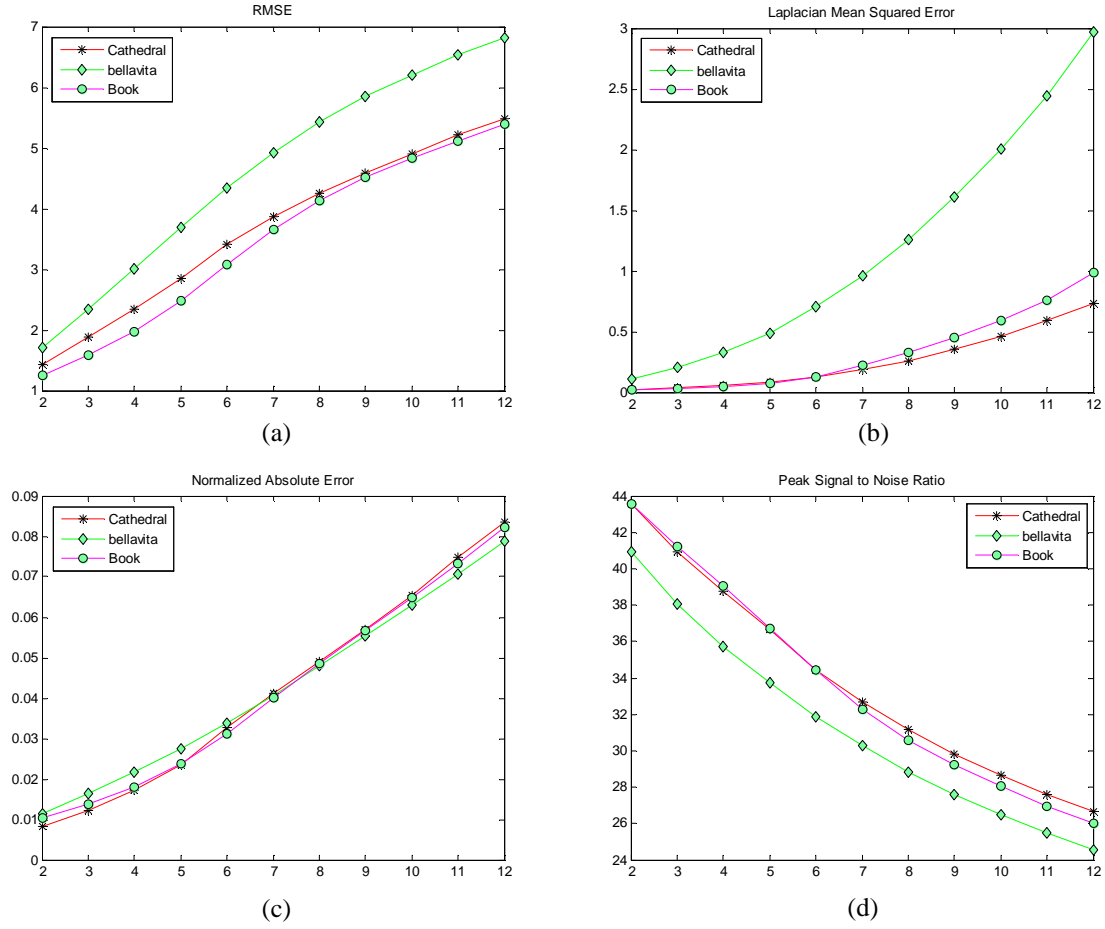 RMSE
7
6
5
4
3
2
1
Cathedral
bellavita
Book
2 3 4 5 6 7 8 9 10 11 12
(a)
Laplacian Mean Squared Error
3
2.5
2
1.5
1
0.5
0
Cathedral
bellavita
Book
2 3 4 5 6 7 8 9 10 11 12
(b)
Normalized Absolute Error
0.09
0.08
0.07
0.06
0.05
0.04
0.03
0.02
0.01
0
Cathedral
bellavita
Book
2 3 4 5 6 7 8 9 10 11 12
(c)
Peak Signal to Noise Ratio
44
42
40
38
36
34
32
30
28
26
24
Cathedral
bellavita
Book
2 3 4 5 6 7 8 9 10 11 12
(d)